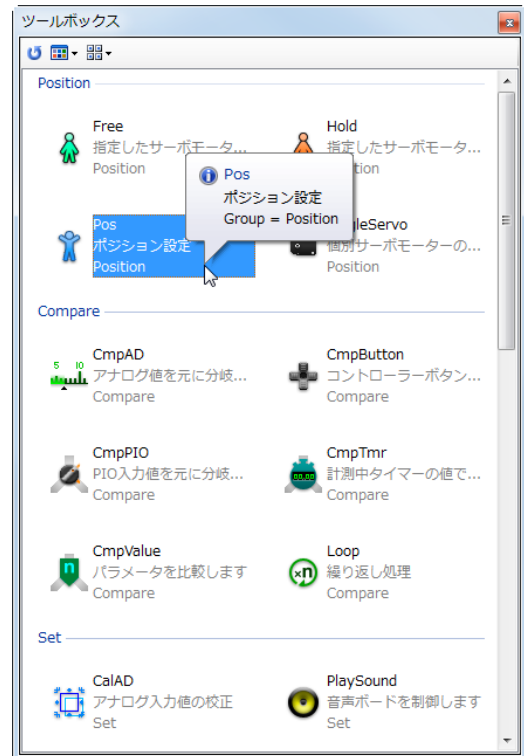 ツールボックス
Position
Free
指定したサーボモータ...
Position
Hold
指定したサーボモータ...
tion
Pos
ポジション設定
Group = Position
Pos
ポジション設定
Position
gleServo
個別サーボモーターの...
Position
Compare
5 10
CmpAD
アナログ値を元に分岐...
Compare
CmpButton
コントローラーボタン...
Compare
CmpPIO
PIO入力値を元に分岐...
Compare
00.00
CmpTmr
計測中タイマーの値で...
Compare
n
CmpValue
パラメータを比較します
Compare
×n
Loop
繰り返し処理
Compare
Set
CalAD
アナログ入力値の校正
Set
PlaySound
音声ボードを制御します
Set